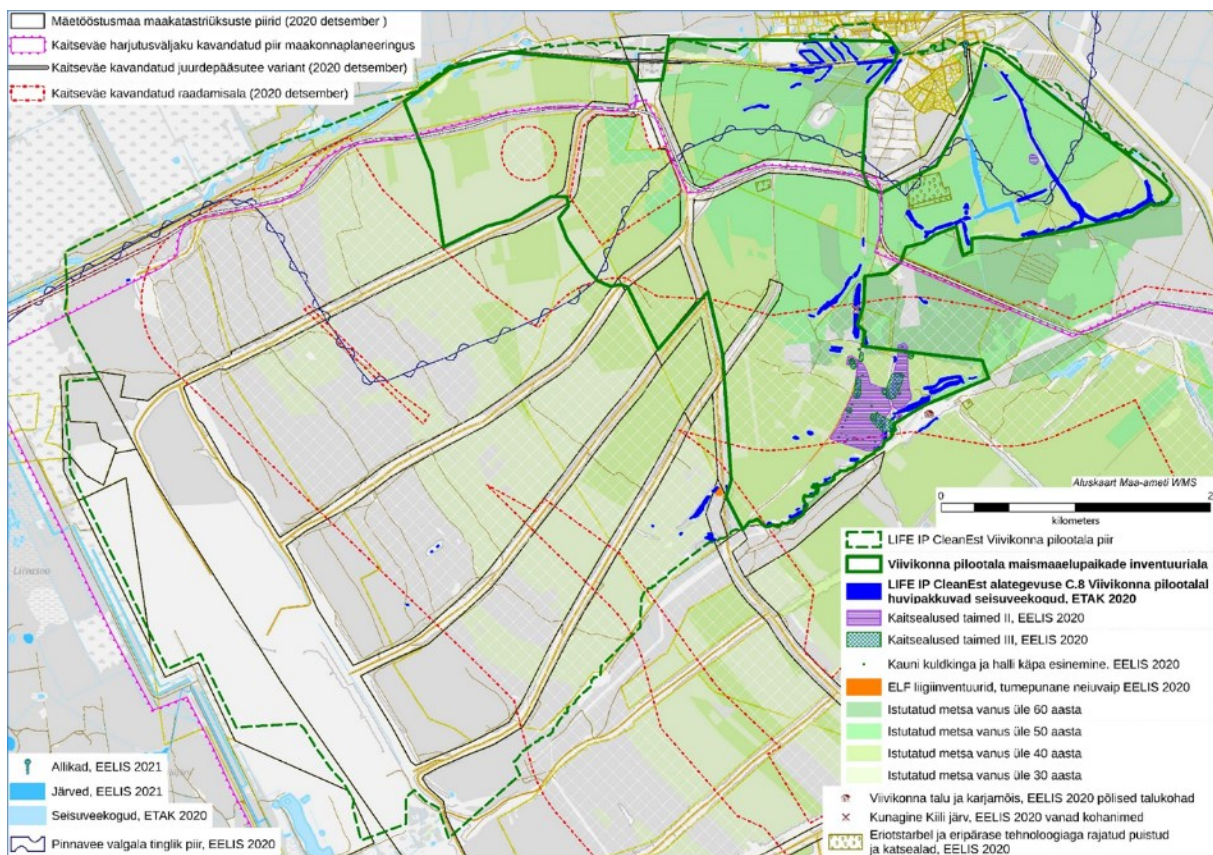 Mäetööstusmaa maakatastriüksuste piirid (2020 detsember )
Kaitseväe harjutusväljaku kavandatud piir maakonnaplaneeringus
Kaitseväe kavandatud juurdepääsutee variant (2020 detsember)
Kaitseväe kavandatud raadamisala (2020 detsember)
Aluskaart Maa-ameti WMS
0
2
kilometers
LIFE IP CleanEst Viivikonna pilootala piir
Viivikonna pilootala maismaaelupaikade inventuuriala
LIFE IP CleanEst alategevuse C.8 Viivikonna pilootalal
huvipakkuvad seisuveekogud, ETAK 2020
Kaitsealused taimed II, EELIS 2020
Kaitsealused taimed III, EELIS 2020
Kauni kuldkinga ja halli käpa esinemine. EELIS 2020
ELF liigiinventuurid, tumepunane neiuvaip EELIS 2020
Istutatud metsa vanus üle 60 aasta
Istutatud metsa vanus üle 50 aasta
Istutatud metsa vanus üle 40 aasta
Istutatud metsa vanus üle 30 aasta
Viivikonna talu ja karjamõis, EELIS 2020 põlised talukohad
Kunagine Kiili järv, EELIS 2020 vanad kohanimed
Eriotstarbel ja eripärase tehnoloogiaga rajatud puistud
ja katsealad, EELIS 2020
Allikad, EELIS 2021
Järved, EELIS 2021
Seisuveekogud, ETAK 2020
Pinnavee valgala tinglik piir, EELIS 2020